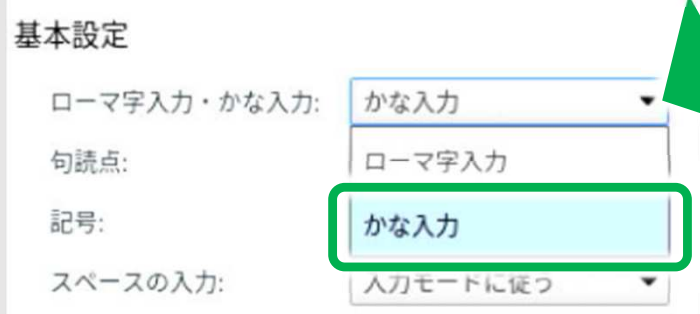 基本設定
ローマ字入力・かな入力: かな入力
句読点: ローマ字入力
記号: かな入力
スペースの入力: 入力モードに従う